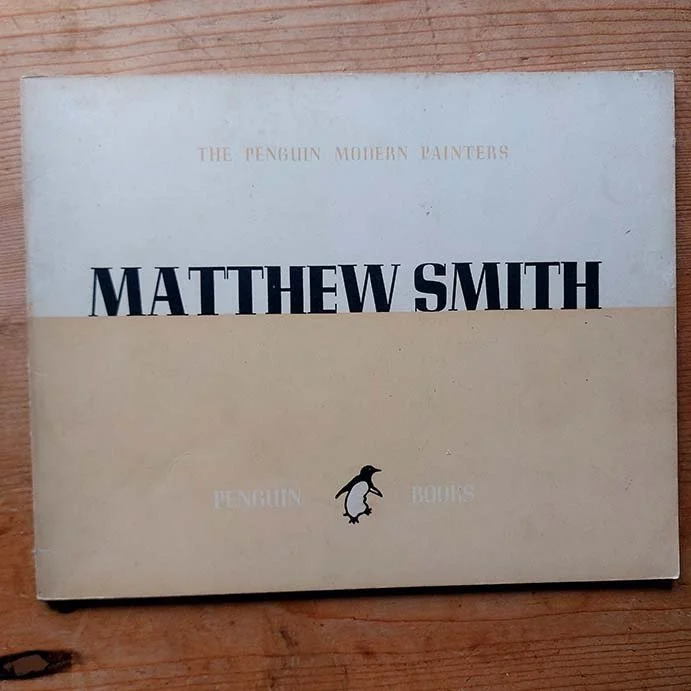 THE PENGUIN MODERN PAINTERS
MATTHEW SMITH
PENGUIN BOOKS